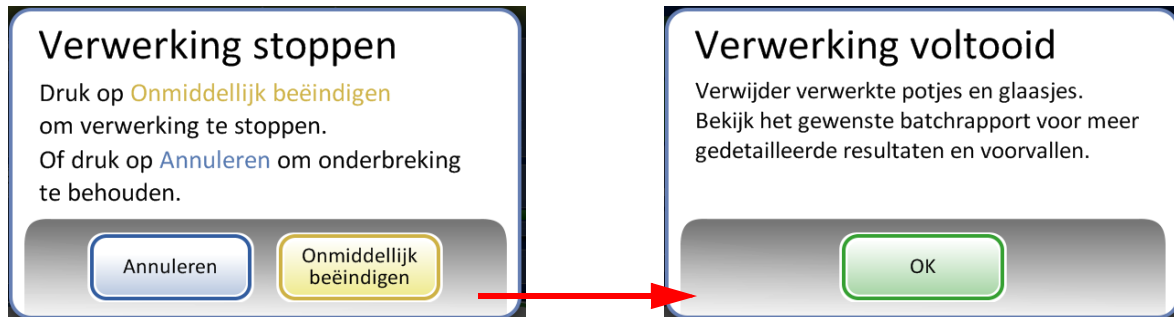 Verwerking stoppen
Druk op Onmiddellijk beëindigen
om verwerking te stoppen.
Of druk op Annuleren om onderbreking
te behouden.
Annuleren
Onmiddellijk
beëindigen
Verwerking voltooid
Verwijder verwerkte potjes en glaasjes.
Bekijk het gewenste batchrapport voor meer
gedetailleerde resultaten en voorvallen.
OK